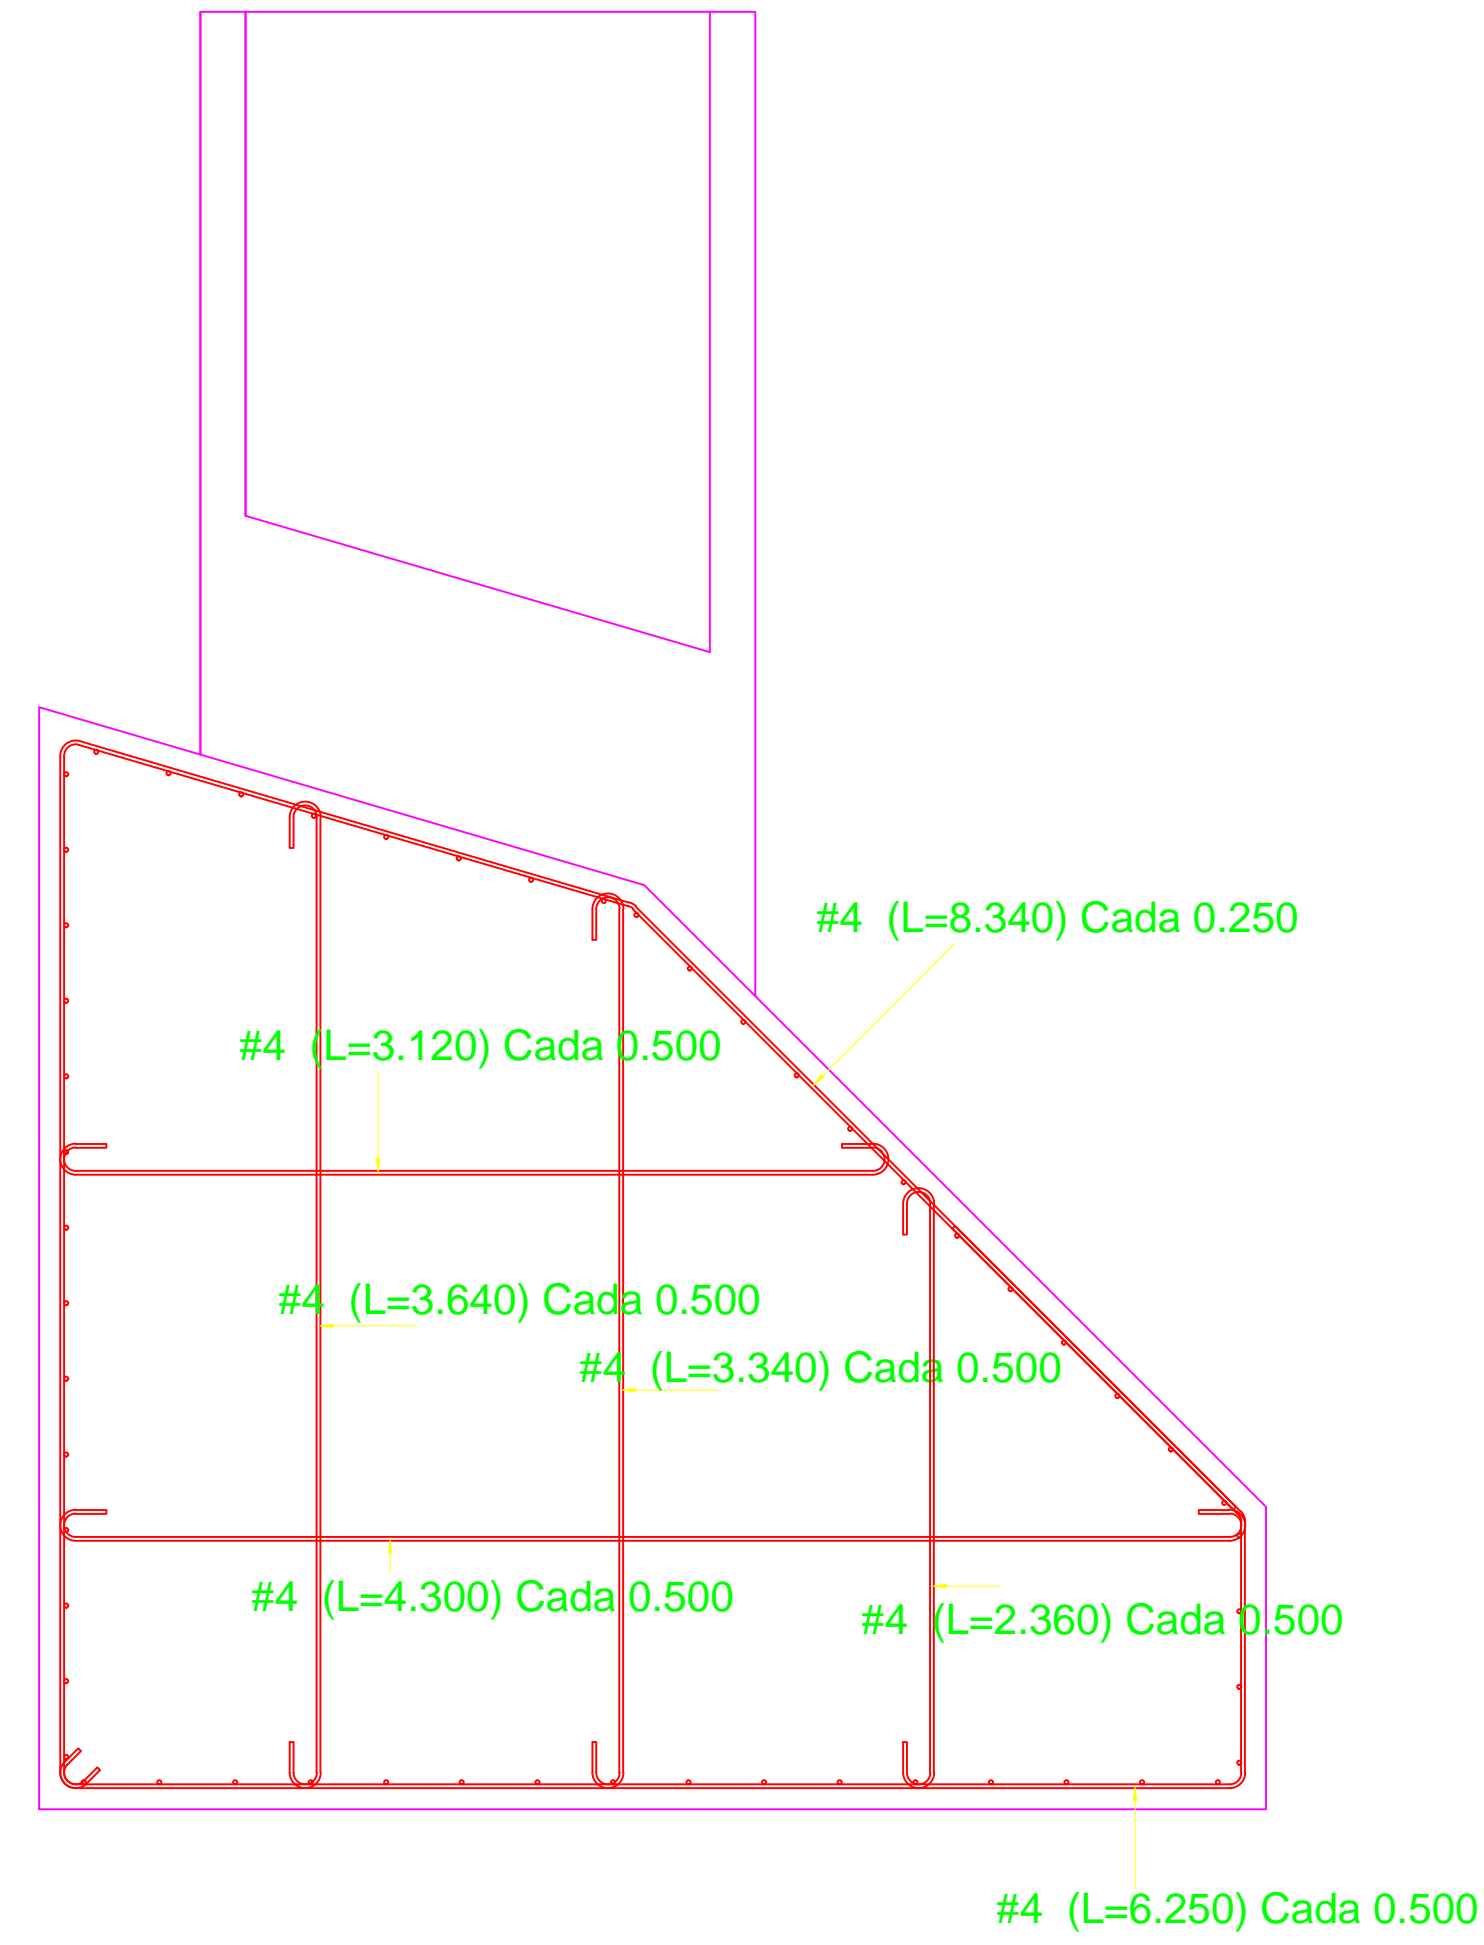 #4 (L=8.340) Cada 0.250
#4 (L=3.120) Cada 0.500
#4 (L=3.640) Cada 0.500
#4 (L=3.340) Cada 0.500
#4 (L=4.300) Cada 0.500
#4 (L=2.360) Cada 0.500
#4 (L=6.250) Cada 0.500